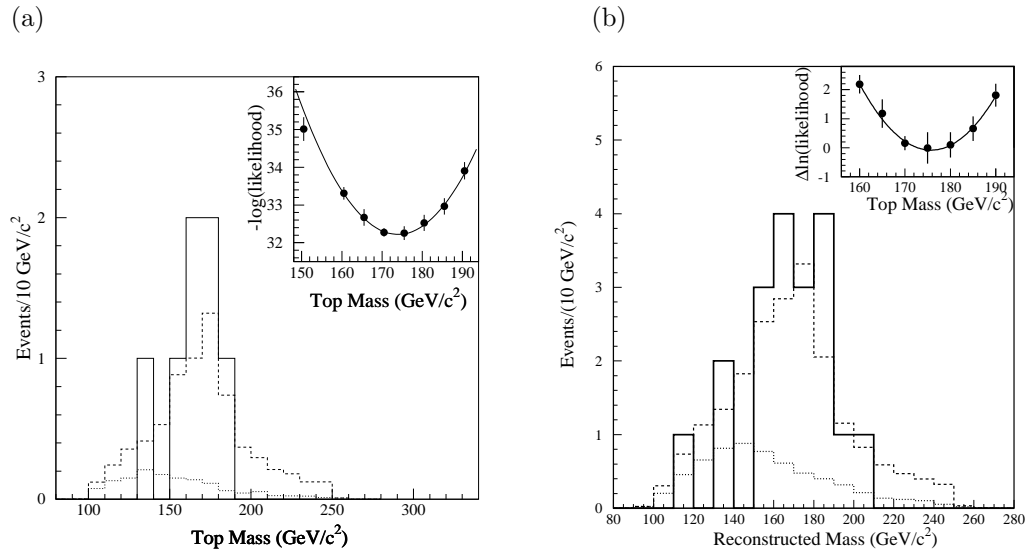 (a)
(b)
3
2
1
0
Events/10 GeV/c²
100
150
200
250
300
Top Mass (GeV/c²)
36
35
34
33
32
-log(likelihood)
150
160
170
180
190
Top Mass (GeV/c²)
6
5
4
3
2
1
0
Events/(10 GeV/c²)
80 100 120 140 160 180 200 220 240 260 280
Reconstructed Mass (GeV/c²)
2
1
0
-1
Δln(likelihood)
160 170 180 190
Top Mass (GeV/c²)